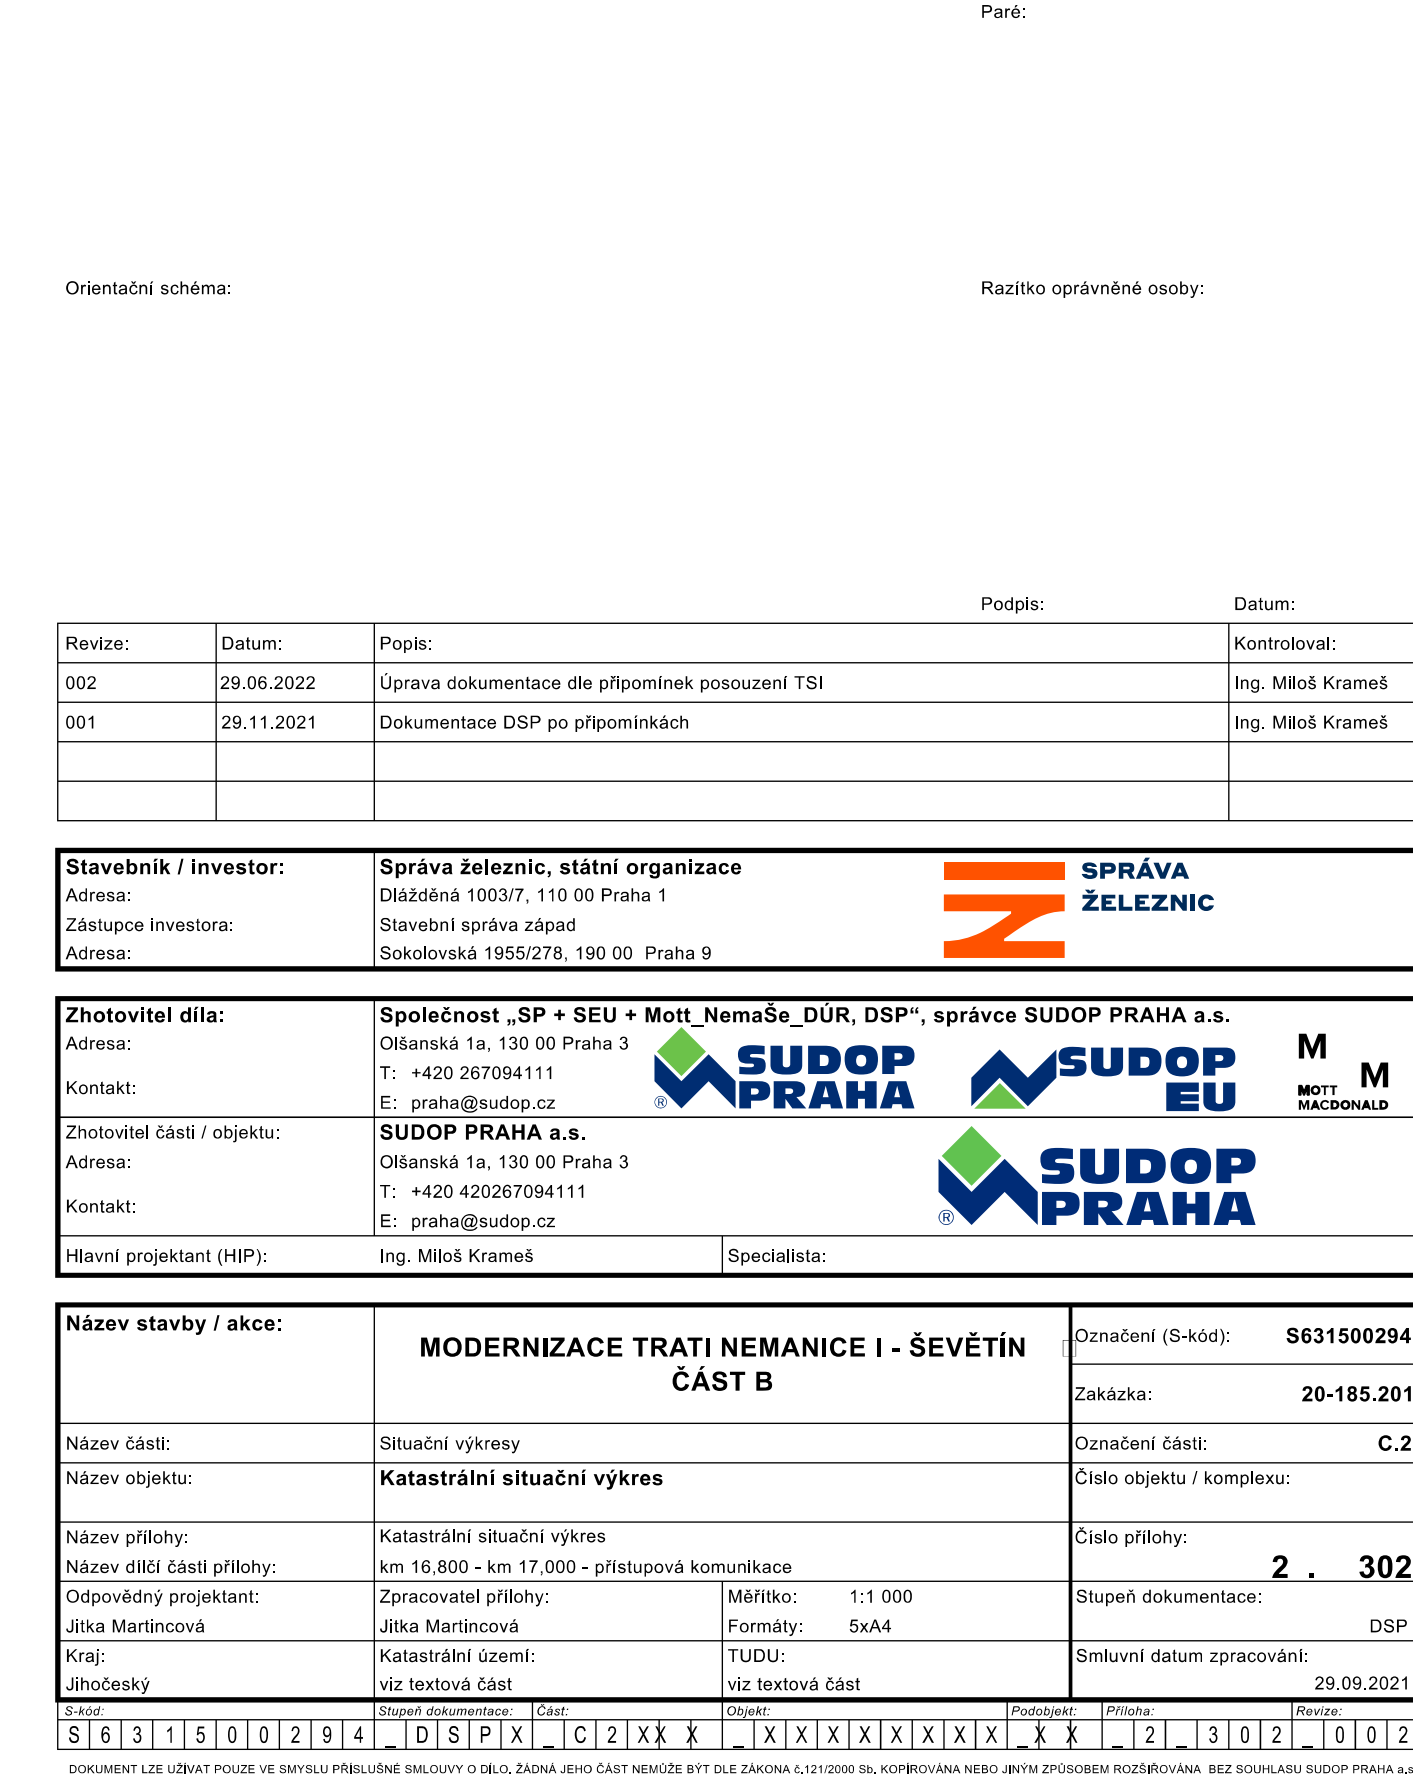 Paré:
Orientační schéma: Razítko oprávněné osoby:
Podpis: Datum:
Revize: Datum: Popis: Kontroloval:
002 29.06.2022 Úprava dokumentace dle připomínek posouzení TSI Ing. Miloš Krameš
001 29.11.2021 Dokumentace DSP po připomínkách Ing. Miloš Krameš
Stavebník / investor: Správa železnic, státní organizace
Adresa: Dlážděná 1003/7, 110 00 Praha 1
Zástupce investora: Stavební správa západ
Adresa: Sokolovská 1955/278, 190 00 Praha 9
SPRÁVA
ŽELEZNIC
Zhotovitel díla: Společnost „SP + SEU + Mott_NemaŠe_DÚR, DSP“, správce SUDOP PRAHA a.s.
Adresa: Olšanská 1a, 130 00 Praha 3
Kontakt: T: +420 267094111
E: praha@sudop.cz
® SUDOP
PRAHA
SUDOP
EU
M
M
MOTT
MACDONALD
Zhotovitel části / objektu: SUDOP PRAHA a.s.
Adresa: Olšanská 1a, 130 00 Praha 3
Kontakt: T: +420 420267094111
E: praha@sudop.cz
® SUDOP
PRAHA
Hlavní projektant (HIP): Ing. Miloš Krameš Specialista:
Název stavby / akce: MODERNIZACE TRATI NEMANICE I - ŠEVĚTÍN
ČÁST B
Označení (S-kód): S631500294
Zakázka: 20-185.201
Název části: Situační výkresy Označení části: C.2
Název objektu: Katastrální situační výkres Číslo objektu / komplexu:
Název přílohy: Katastrální situační výkres Číslo přílohy:
Název dílčí části přílohy: km 16,800 - km 17,000 - přístupová komunikace 2 . 302
Odpovědný projektant: Zpracovatel přílohy: Měřítko: 1:1 000 Stupeň dokumentace:
Jitka Martincová Jitka Martincová Formáty: 5xA4 DSP
Kraj: Katastrální území: TUDU: Smluvní datum zpracování:
Jihočeský viz textová část viz textová část 29.09.2021
S-kód: Stupeň dokumentace: Část: Objekt: Podobjekt: Příloha: Revize:
S 6 3 1 5 0 0 2 9 4 _ D S P X _ C 2 X X X _ X X X X X X X X _ X X _ 2 _ 3 0 2 _ 0 0 2
DOKUMENT LZE UŽÍVAT POUZE VE SMYSLU PŘÍSLUŠNÉ SMLOUVY O DÍLO. ŽÁDNÁ JEHO ČÁST NEMŮŽE BÝT DLE ZÁKONA č.121/2000 Sb. KOPÍROVÁNA NEBO JINÝM ZPŮSOBEM ROZŠIŘOVÁNA BEZ SOUHLASU SUDOP PRAHA a.s